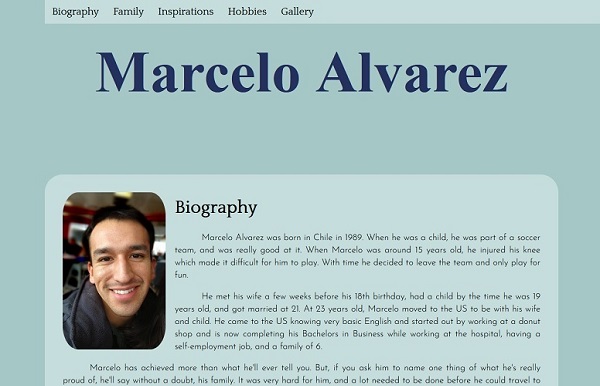 Biography Family Inspirations Hobbies Gallery
Marcelo Alvarez
Biography
Marcelo Alvarez was born in Chile in 1989. When he was a child, he was part of a soccer
team, and was really good at it. When Marcelo was around 15 years old, he injured his knee
which made it difficult for him to play. With time he decided to leave the team and only play for
fun.
He met his wife a few weeks before his 18th birthday, had a child by the time he was 19
years old, and got married at 21. At 23 years old, Marcelo moved to the US to be with his wife
and child. He came to the US knowing very basic English and started out by working at a donut
shop and is now completing his Bachelors in Business while working at the hospital, having a
self-employment job, and a family of 6.
Marcelo has achieved more than what he'll ever tell you. But, if you ask him to name one thing of what he's really
proud of, he'll say without a doubt, his family. It was very hard for him, and a lot needed to be done before he could travel to